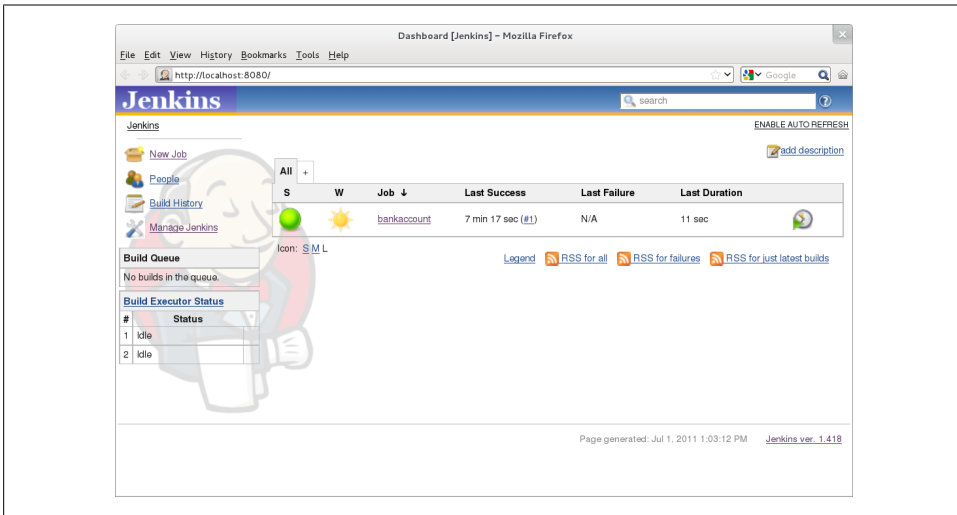 Dashboard [Jenkins] - Mozilla Firefox
File Edit View History Bookmarks Tools Help
http://localhost:8080/ Google
Jenkins search
Jenkins ENABLE AUTO REFRESH
New Job add description
People All +
S W Job ↓ Last Success Last Failure Last Duration
Build History
bankaccount 7 min 17 sec (#1) N/A 11 sec
Manage Jenkins
Icon: S M L
Legend RSS for all RSS for failures RSS for just latest builds
Build Queue
No builds in the queue.
Build Executor Status
# Status
1 Idle
2 Idle
Page generated: Jul 1, 2011 1:03:12 PM Jenkins ver. 1.418